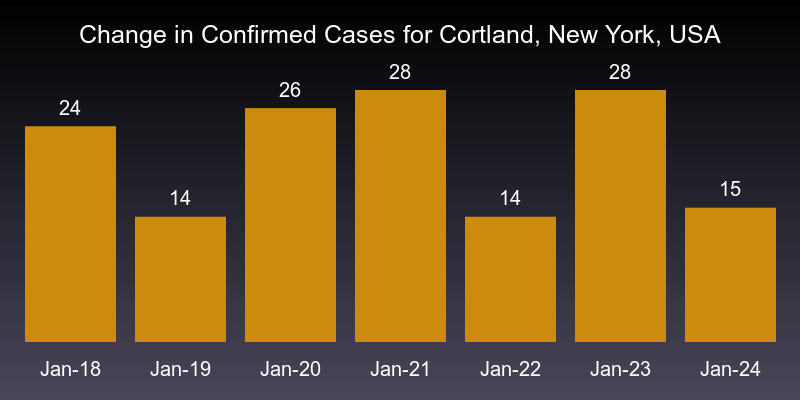 Change in Confirmed Cases for Cortland, New York, USA
24
14
26
28
14
28
15
Jan-18
Jan-19
Jan-20
Jan-21
Jan-22
Jan-23
Jan-24